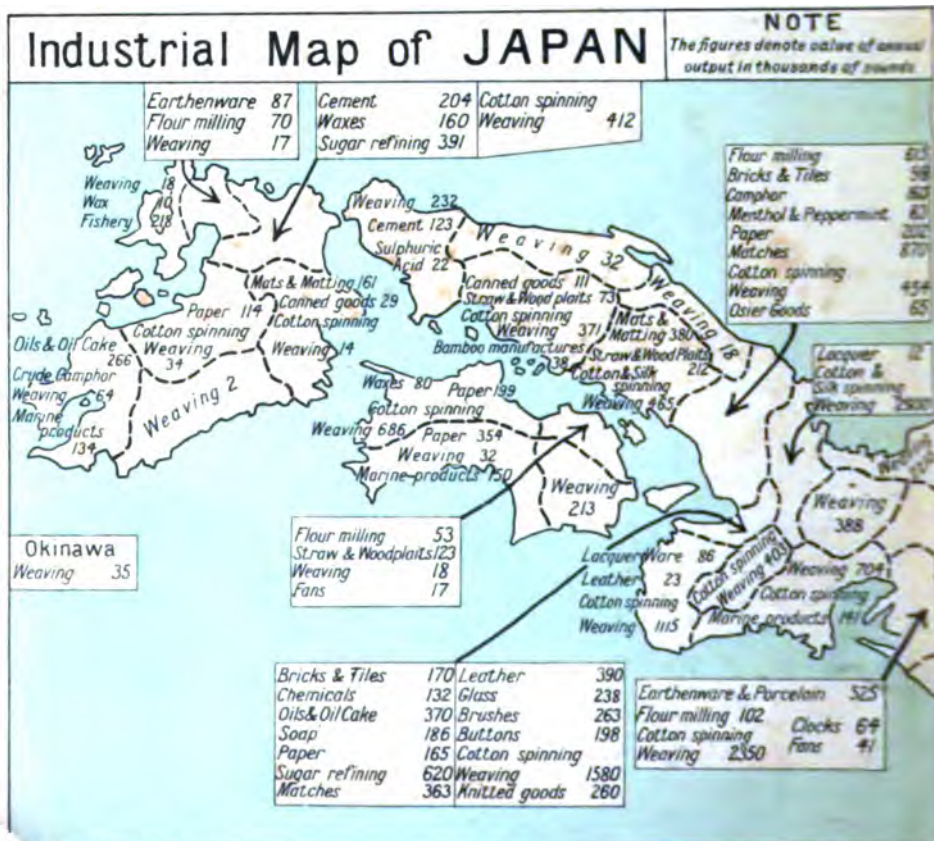 Industrial Map of JAPAN
NOTE
The figures denote value of annual
output in thousands of pounds
Earthenware 87
Flour milling 70
Weaving 17
Cement 204
Waxes 160
Sugar refining 391
Cotton spinning
Weaving 412
Flour milling
Bricks & Tiles
Camphor
Menthol & Peppermint
Paper
Matches 870
Cotton spinning
Weaving 454
Osier Goods 65
Weaving 18
Wax 10
Fishery 218
Weaving 232
Cement 123
Sulphuric
Acid 22
Weaving 32
Weaving 18
Mats & Matting 161
Canned goods 29
Cotton spinning
Weaving 14
Paper 114
Cotton spinning
Weaving
34
Oils & Oil Cake
266
Crude Camphor
Weaving 64
Marine
products
134
Weaving 2
Canned goods 111
Straw & Wood plaits 73
Cotton spinning
Weaving 371
Bamboo manufactures
38
Mats &
Matting 380
Straw & Wood Plaits
212
Cotton & Silk
spinning
Weaving 465
Lacquer 12
Cotton &
Silk spinning
Weaving
Weaving
Weaving
388
Waxes 80
Paper 199
Cotton spinning
Weaving 686
Paper 354
Weaving 32
Marine products 150
Weaving
213
Flour milling 53
Straw & Woodplaits 123
Weaving 18
Fans 17
Okinawa
Weaving 35
Lacquer Ware 86
Leather 23
Cotton spinning
Weaving 1115
Cotton spinning
Weaving 403
Weaving 704
Cotton spinning
Marine products 141
Bricks & Tiles 170
Chemicals 132
Oils & Oil Cake 370
Soap 186
Paper 165
Sugar refining 620
Matches 363
Leather 390
Glass 238
Brushes 263
Buttons 198
Cotton spinning
Weaving 1580
Knitted goods 260
Earthenware & Porcelain 525
Flour milling 102
Cotton spinning
Weaving 2350
Clocks 64
Fans 41